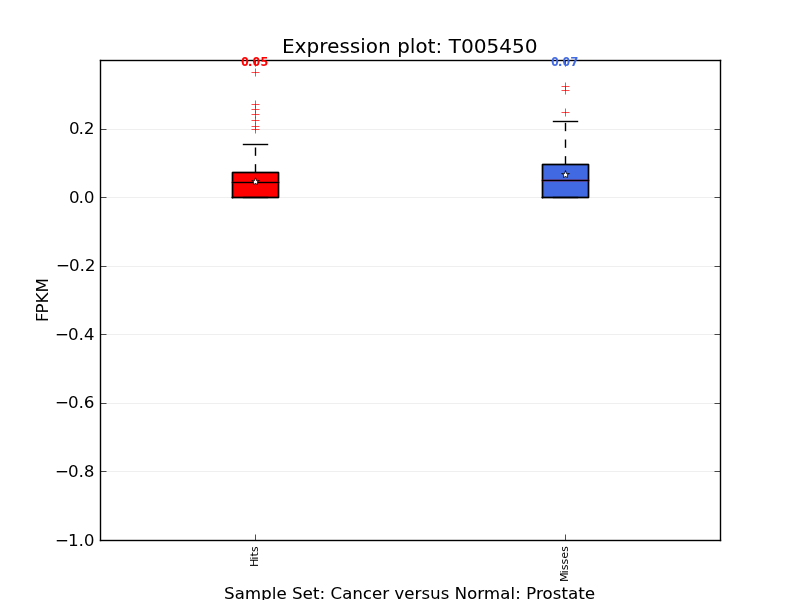 Expression plot: T005450
0.05
0.07
0.2
0.0
−0.2
−0.4
−0.6
−0.8
−1.0
FPKM
Hits
Misses
Sample Set: Cancer versus Normal: Prostate